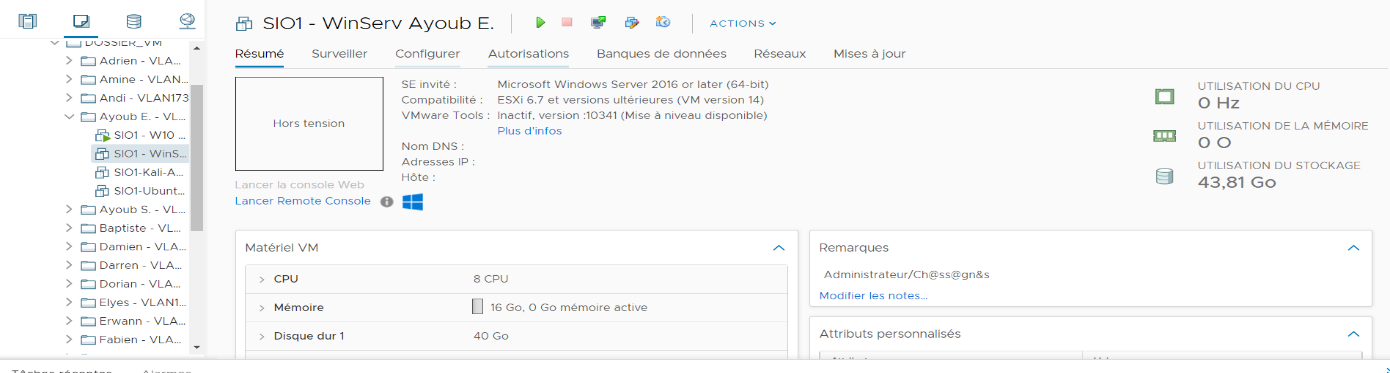 SIO1 - WinServ Ayoub E.
ACTIONS
DOSSIER_VM
Adrien - VLA...
Amine - VLAN...
Andi - VLAN173
Ayoub E. - VL...
SIO1 - W10 ...
SIO1 - WinS...
SIO1-Kali-A...
SIO1-Ubunt...
Ayoub S. - VL...
Baptiste - VL...
Damien - VLA...
Darren - VLA...
Dorian - VLA...
Elyes - VLAN1...
Erwann - VLA...
Fabien - VLA...
Résumé Surveiller Configurer Autorisations Banques de données Réseaux Mises à jour
Hors tension
Lancer la console Web
Lancer Remote Console
SE invité : Microsoft Windows Server 2016 or later (64-bit)
Compatibilité : ESXi 6.7 et versions ultérieures (VM version 14)
VMware Tools : Inactif, version :10341 (Mise à niveau disponible)
Plus d'infos
Nom DNS :
Adresses IP :
Hôte :
UTILISATION DU CPU
0 Hz
UTILISATION DE LA MÉMOIRE
0 O
UTILISATION DU STOCKAGE
43,81 Go
Matériel VM
CPU 8 CPU
Mémoire 16 Go, 0 Go mémoire active
Disque dur 1 40 Go
Remarques
Administrateur/Ch@ss@gn&s
Modifier les notes...
Attributs personnalisés
Tâches récentes Alarmes